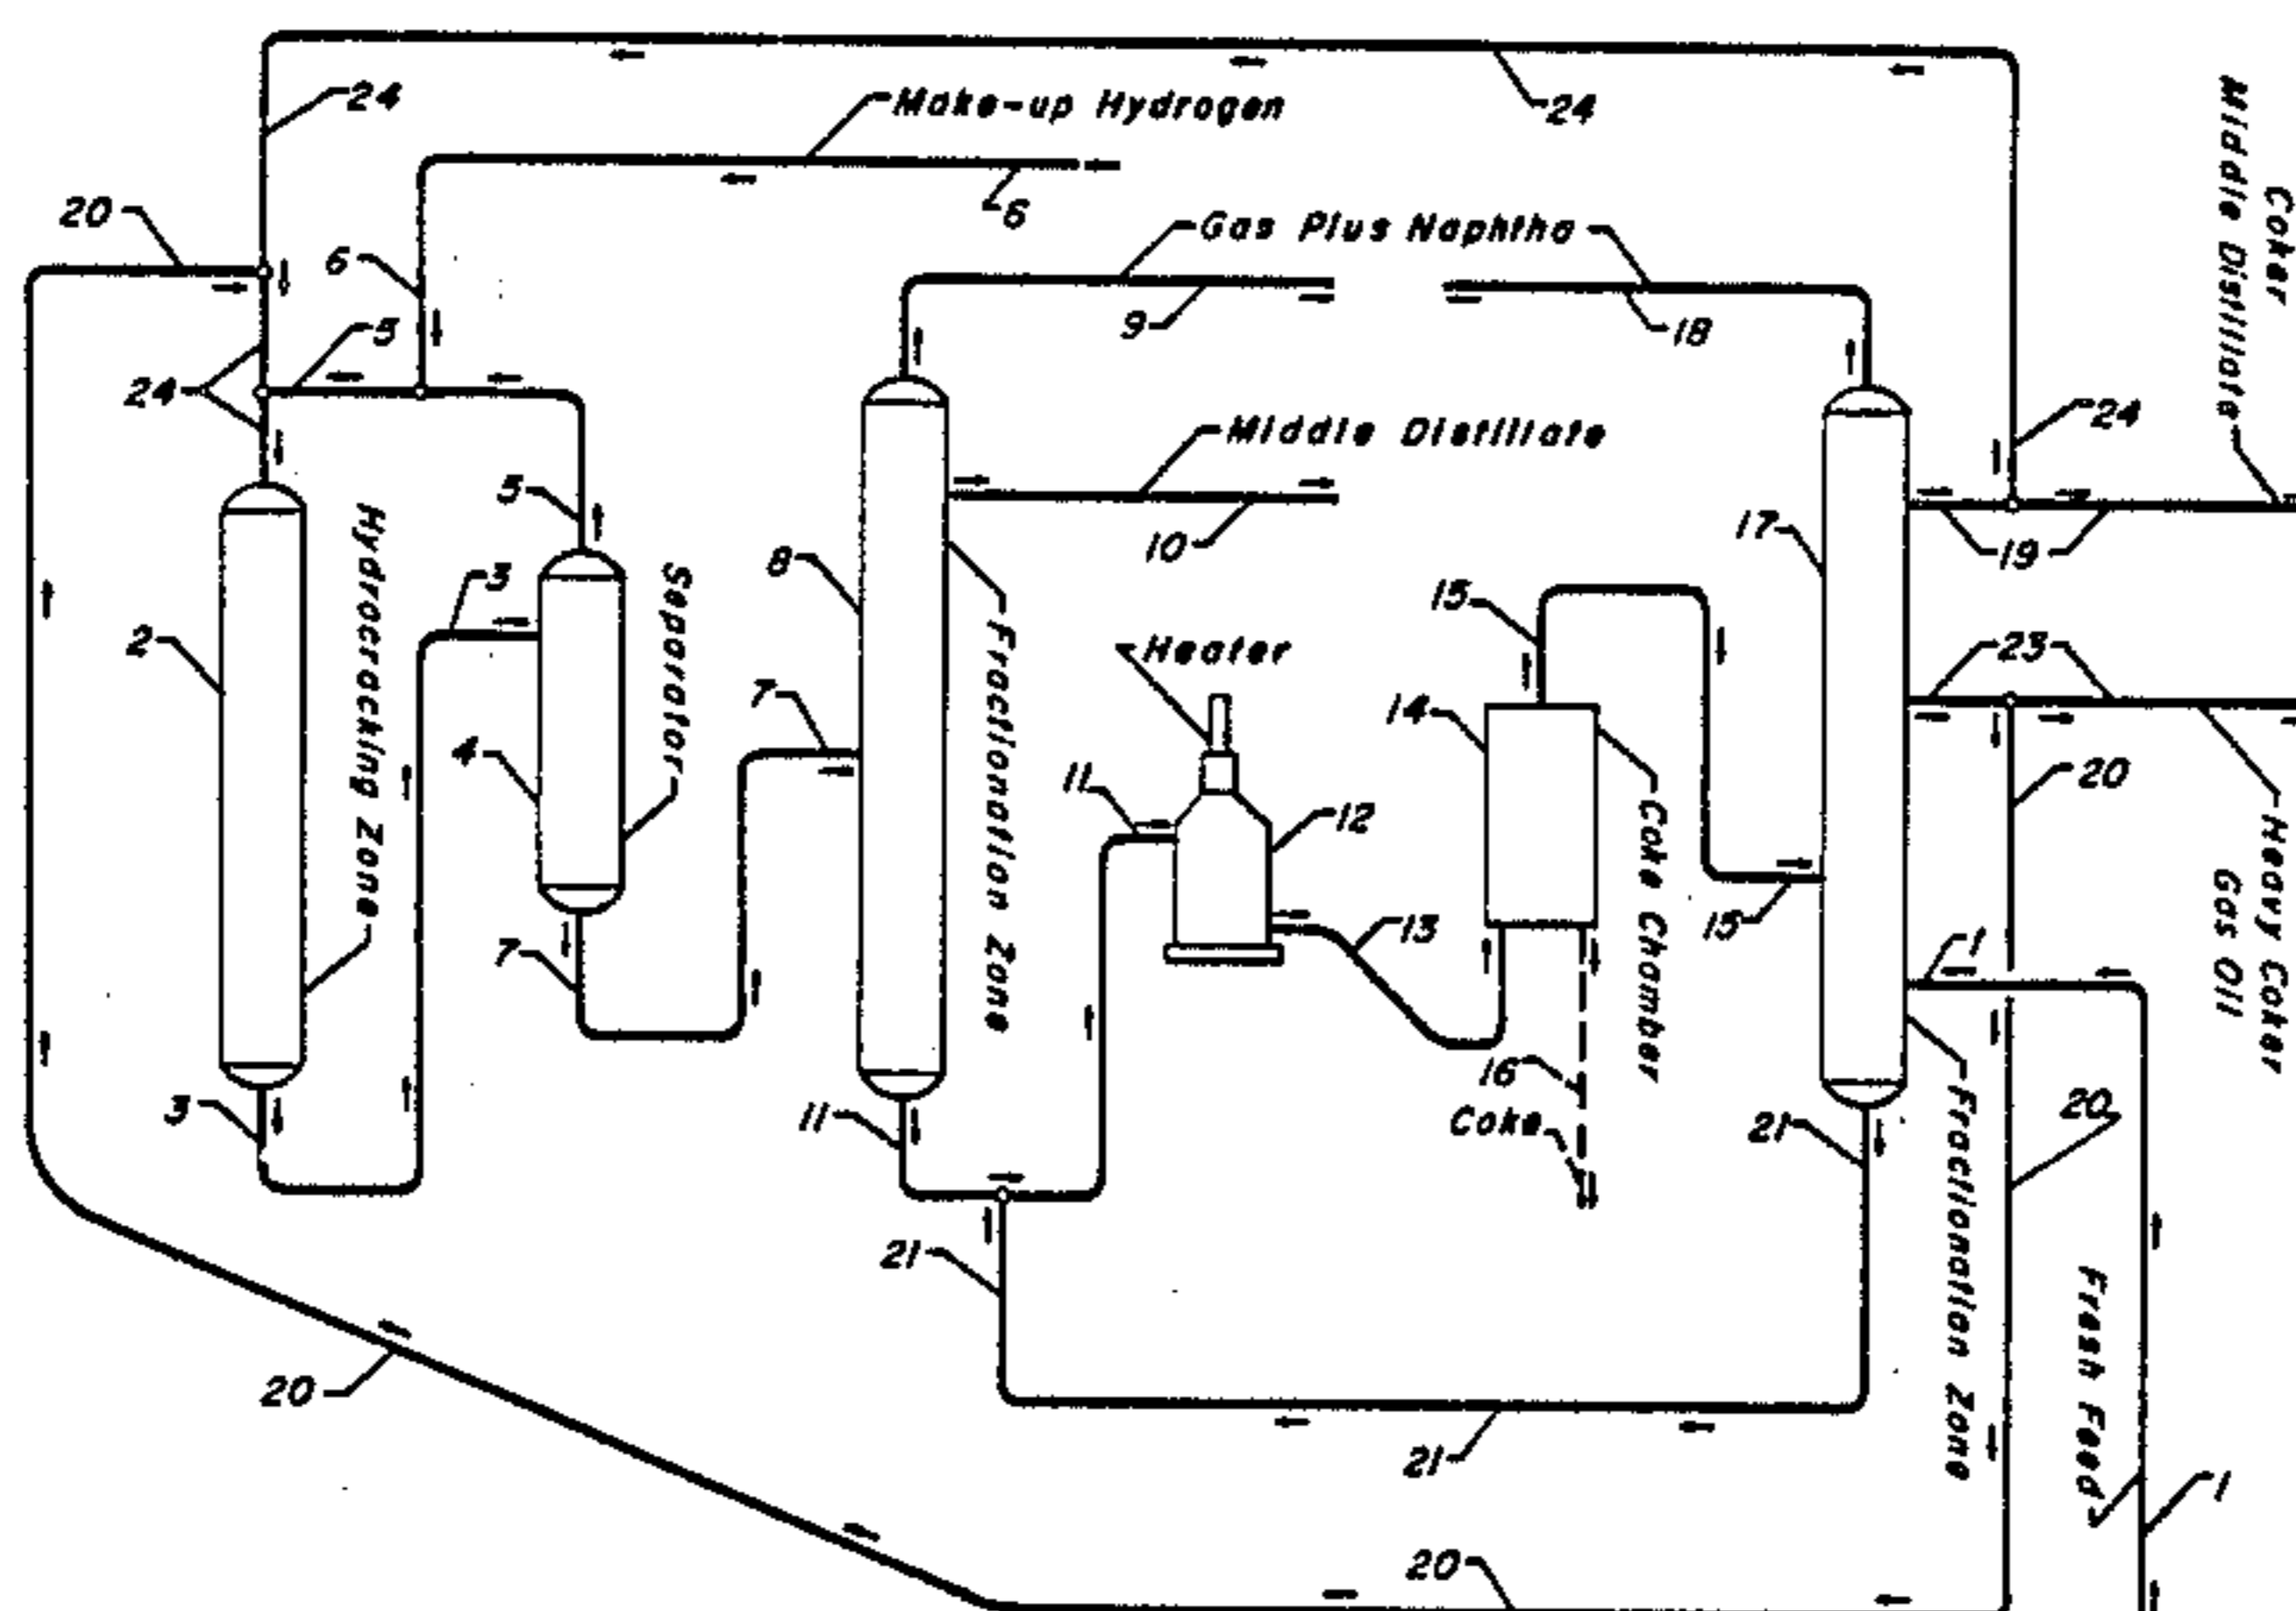 24
Make-up Hydrogen
24
6
20
6
Gas Plus Naphtha
9
18
Coker
Middle Distillate
5
24
Middle Distillate
24
5
10
17
19
8
Hydrocracking Zone
Separator
3
15
Fractionation Zone
Heater
23
2
7
14
4
11
12
20
Coke Chamber
Heavy Coker
Gas Oil
13
15
1
7
16
Coke
3
11
21
20
Fractionation Zone
21
Fresh Feed
20
21
1
20